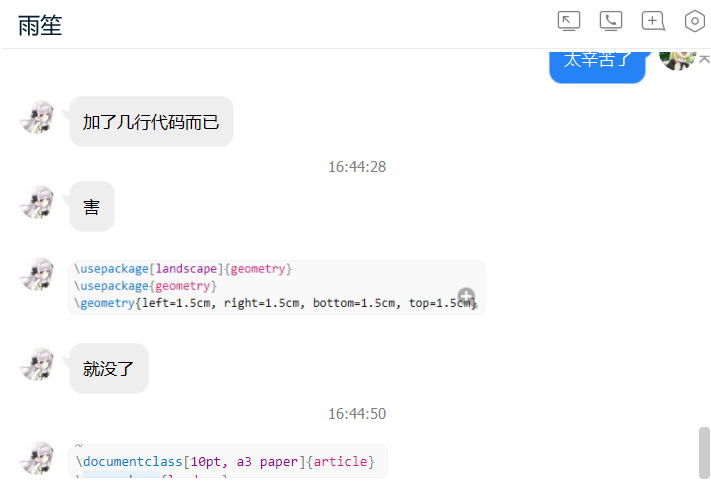 雨笙
太辛苦了
加了几行代码而已
16:44:28
害
\usepackage[landscape]{geometry}
\usepackage{geometry}
\geometry{left=1.5cm, right=1.5cm, bottom=1.5cm, top=1.5cm}
就没了
16:44:50
%
\documentclass[10pt, a3 paper]{article}